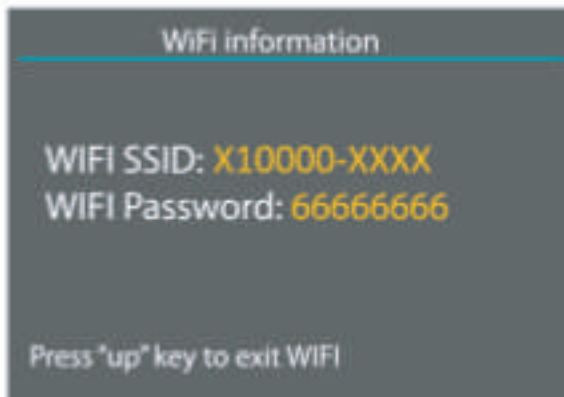 WiFi information
WIFI SSID: X10000-XXXX
WIFI Password: 66666666
Press "up" key to exit WIFI